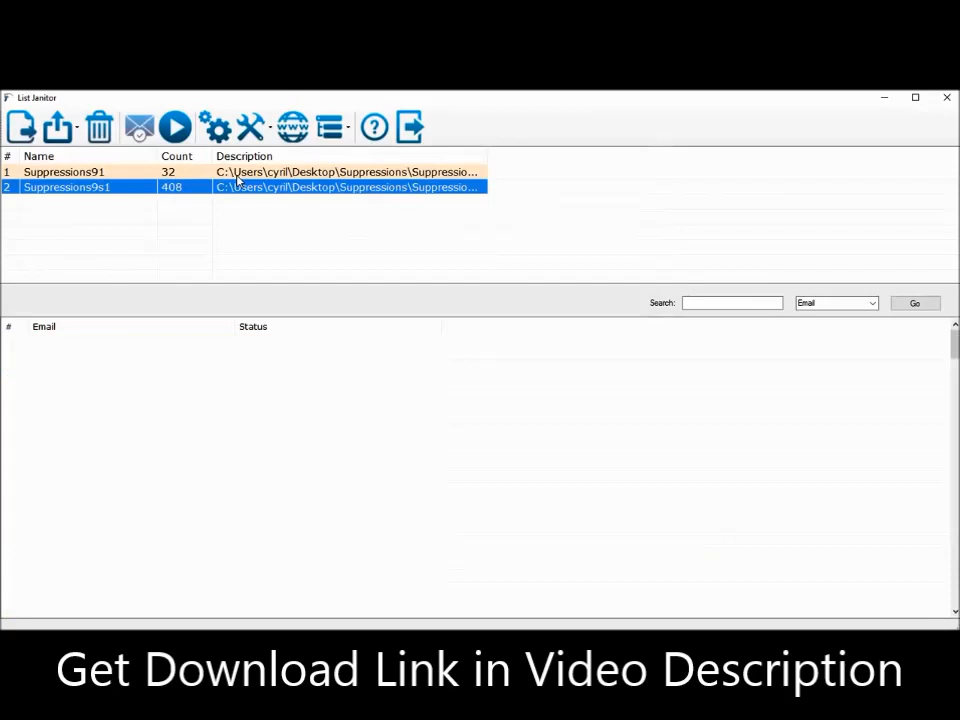 List Janitor
WWW
?
# Name Count Description
1 Suppressions91 32 C:\Users\cyril\Desktop\Suppressions\Suppressio...
2 Suppressions9s1 408 C:\Users\cyril\Desktop\Suppressions\Suppressio...
Search: Email Go
# Email Status
Get Download Link in Video Description